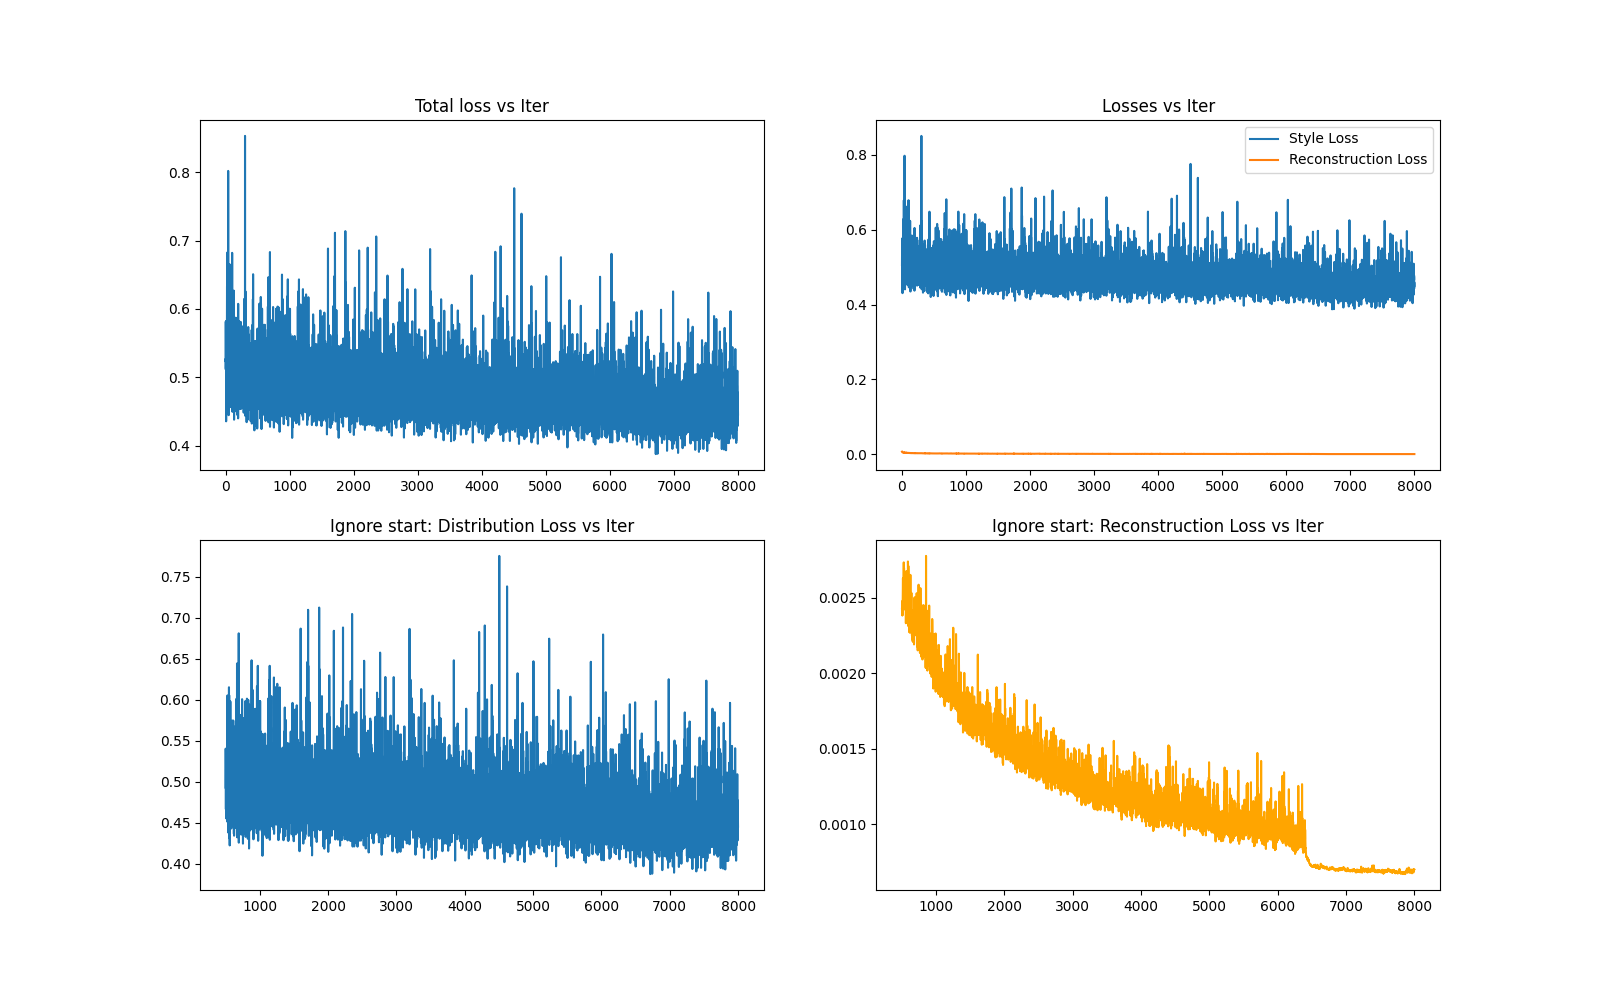 Total loss vs Iter
0.8
0.7
0.6
0.5
0.4
0 1000 2000 3000 4000 5000 6000 7000 8000
Losses vs Iter
Style Loss
Reconstruction Loss
0.8
0.6
0.4
0.2
0.0
0 1000 2000 3000 4000 5000 6000 7000 8000
Ignore start: Distribution Loss vs Iter
0.75
0.70
0.65
0.60
0.55
0.50
0.45
0.40
1000 2000 3000 4000 5000 6000 7000 8000
Ignore start: Reconstruction Loss vs Iter
0.0025
0.0020
0.0015
0.0010
1000 2000 3000 4000 5000 6000 7000 8000